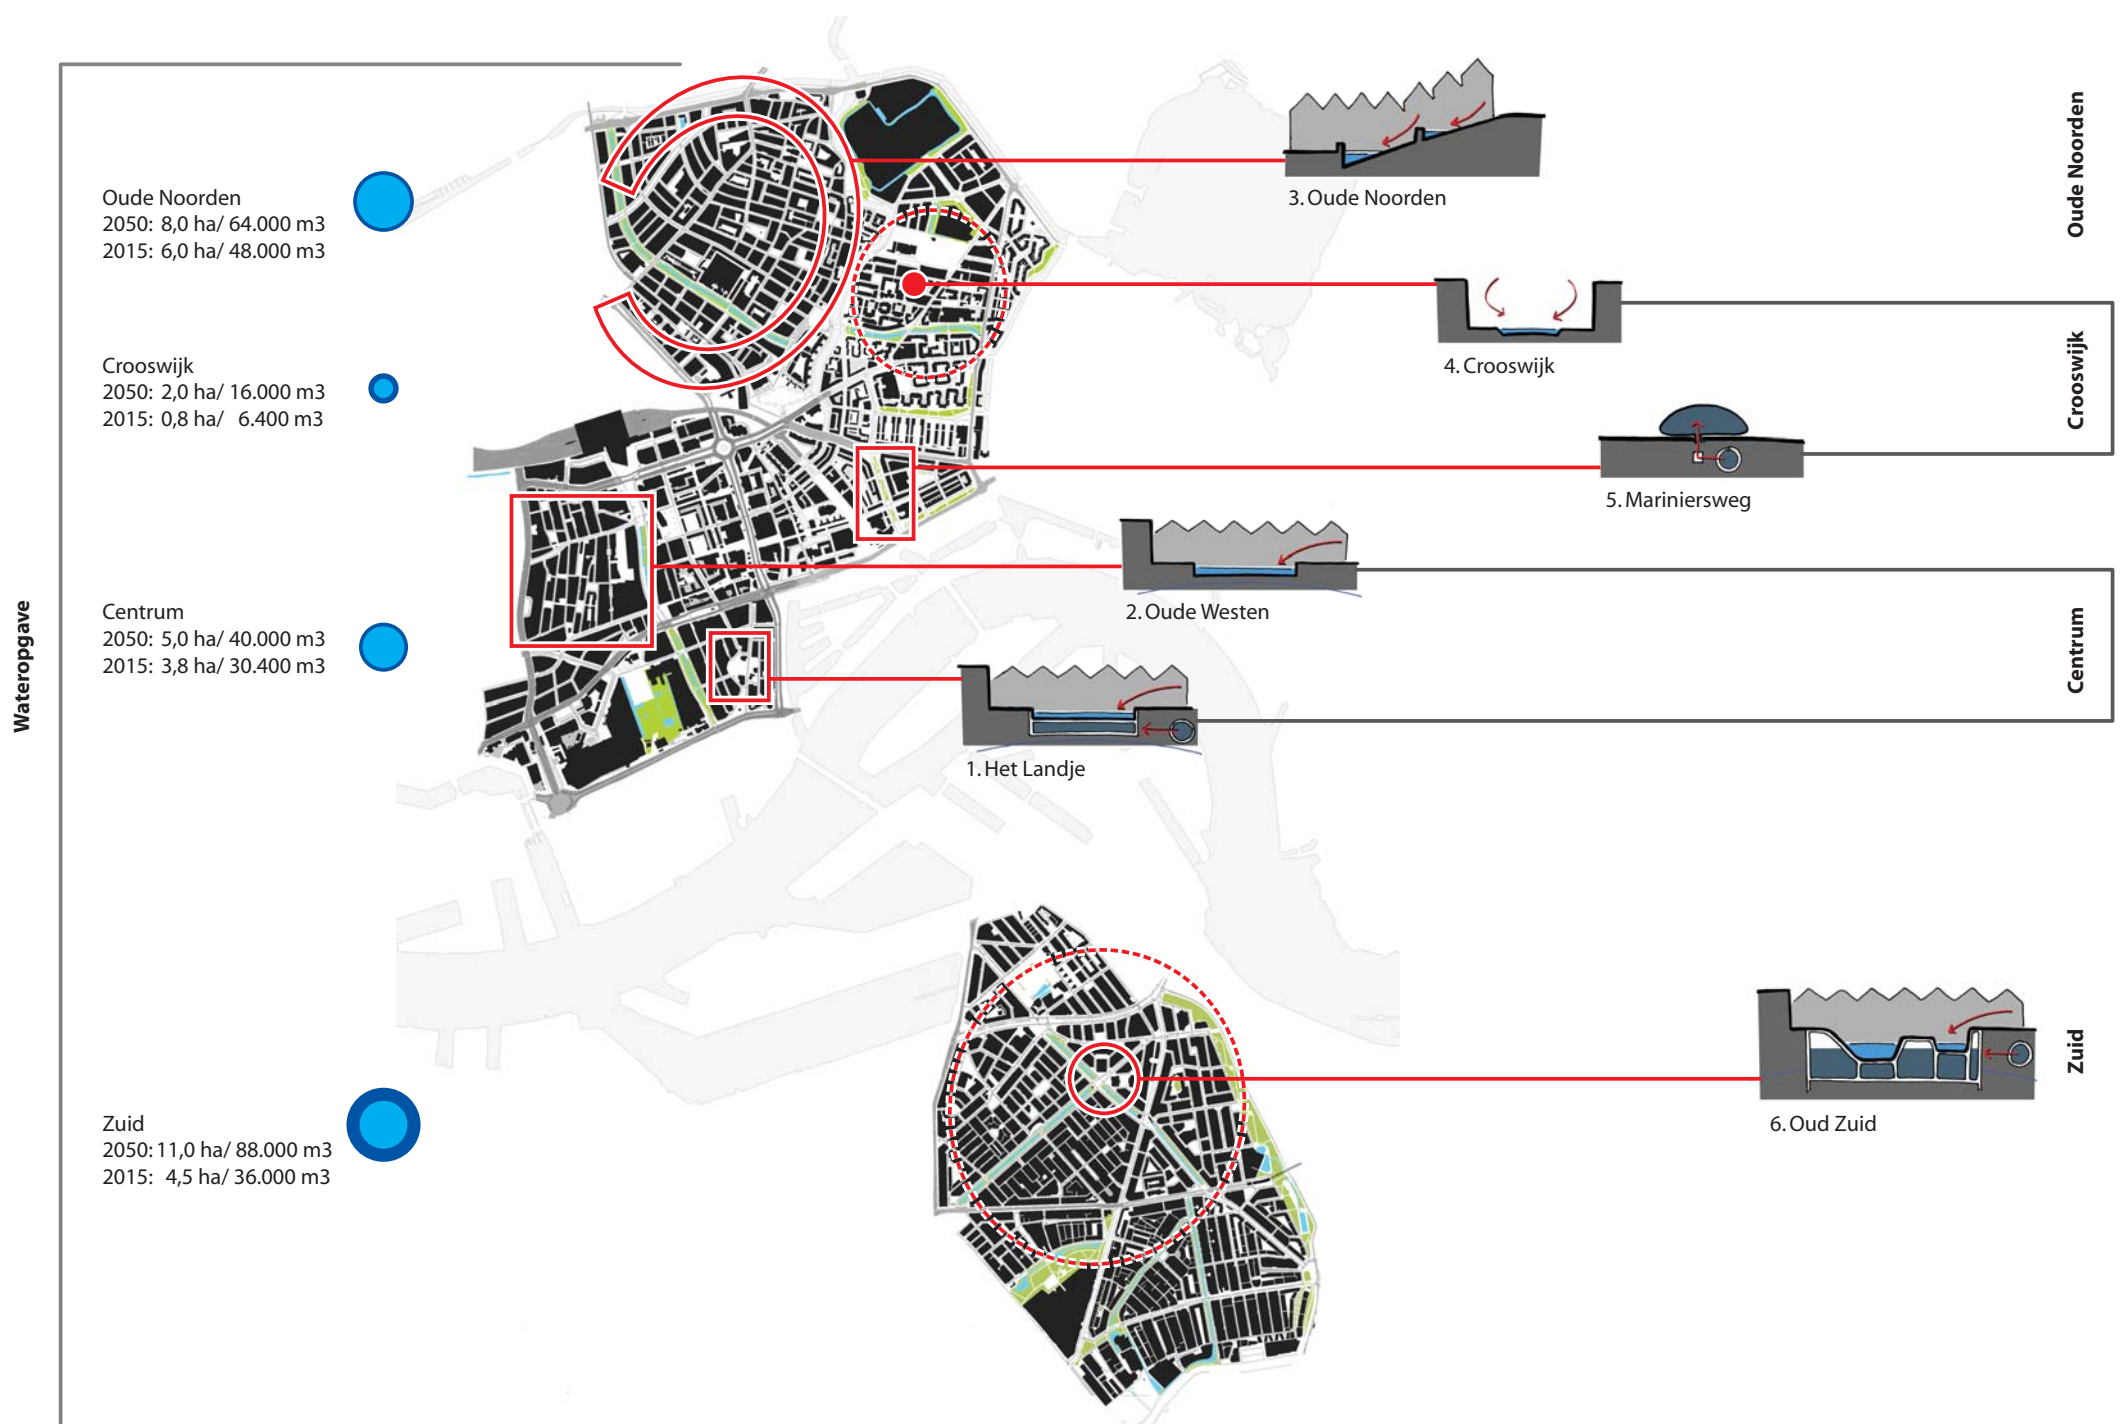 Wateropgave
Oude Noorden
2050: 8,0 ha/ 64.000 m3
2015: 6,0 ha/ 48.000 m3
Crooswijk
2050: 2,0 ha/ 16.000 m3
2015: 0,8 ha/ 6.400 m3
Centrum
2050: 5,0 ha/ 40.000 m3
2015: 3,8 ha/ 30.400 m3
Zuid
2050: 11,0 ha/ 88.000 m3
2015: 4,5 ha/ 36.000 m3
3. Oude Noorden
4. Crooswijk
5. Mariniersweg
2. Oude Westen
1. Het Landje
6. Oud Zuid
Oude Noorden
Crooswijk
Centrum
Zuid